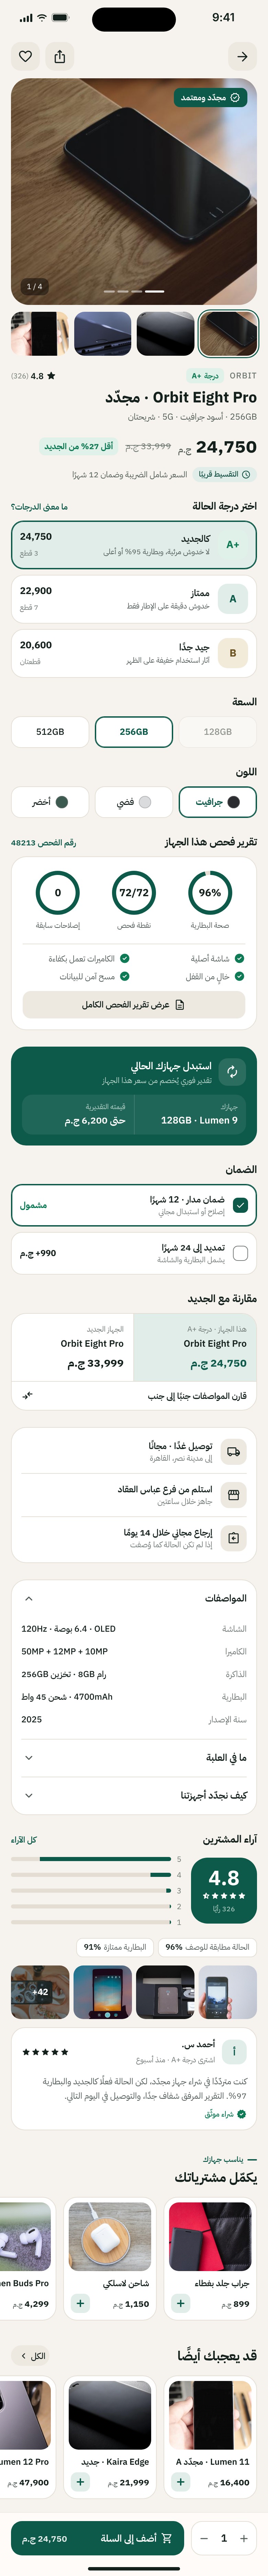 9:41
مجدّد ومعتمد
1 / 4
ORBIT
درجة A+
4.8 (326)
Orbit Eight Pro · مجدّد
256GB · أسود جرافيت · 5G · شريحتان
24,750 ج.م
33,999 ج.م
أقل 27% من الجديد
التقسيط قريبًا
السعر شامل الضريبة وضمان 12 شهرًا
اختر درجة الحالة
ما معنى الدرجات؟
A+
كالجديد
لا خدوش مرئية، وبطارية 95% أو أعلى
24,750
3 قطع
A
ممتاز
خدوش دقيقة على الإطار فقط
22,900
7 قطع
B
جيد جدًا
آثار استخدام خفيفة على الظهر
20,600
قطعتان
السعة
128GB
256GB
512GB
اللون
جرافيت
فضي
أخضر
تقرير فحص هذا الجهاز
رقم الفحص 48213
96%
72/72
0
صحة البطارية
نقطة فحص
إصلاحات سابقة
شاشة أصلية
الكاميرات تعمل بكفاءة
خالٍ من القفل
مسح آمن للبيانات
عرض تقرير الفحص الكامل
استبدل جهازك الحالي
تقدير فوري يُخصم من سعر هذا الجهاز
جهازك
128GB · Lumen 9
قيمته التقديرية
حتى 6,200 ج.م
الضمان
ضمان مدار · 12 شهرًا
إصلاح أو استبدال مجاني
مشمول
تمديد إلى 24 شهرًا
يشمل البطارية والشاشة
+990 ج.م
مقارنة مع الجديد
هذا الجهاز · درجة A+
Orbit Eight Pro
24,750 ج.م
الجهاز الجديد
Orbit Eight Pro
33,999 ج.م
قارن المواصفات جنبًا إلى جنب
توصيل غدًا · مجانًا
إلى مدينة نصر، القاهرة
استلم من فرع عباس العقاد
جاهز خلال ساعتين
إرجاع مجاني خلال 14 يومًا
إذا لم تكن الحالة كما وُصفت
المواصفات
الشاشة
120Hz · بوصة 6.4 · OLED
الكاميرا
50MP + 12MP + 10MP
الذاكرة
رام 8GB · تخزين 256GB
البطارية
4700mAh · شحن 45 واط
سنة الإصدار
2025
ما في العلبة
كيف نجدّد أجهزتنا
آراء المشترين
كل الآراء
4.8
326 رأيًا
5
4
3
2
1
الحالة مطابقة للوصف 96%
البطارية ممتازة 91%
+42
أ
أحمد س.
اشترى درجة A+ · منذ أسبوع
كنت متردّدًا في شراء جهاز مجدّد، لكن الحالة فعلًا كالجديد والبطارية
97%. التقرير المرفق شفاف جدًا، والتوصيل في اليوم التالي.
شراء موثّق
يناسب جهازك
يكمّل مشترياتك
جراب جلد بغطاء
899 ج.م
شاحن لاسلكي
1,150 ج.م
en Buds Pro
4,299 ج.م
قد يعجبك أيضًا
الكل
Lumen 11 · مجدّد A
16,400 ج.م
Kaira Edge · جديد
21,999 ج.م
umen 12 Pro
47,900 ج.م
1
أضف إلى السلة
24,750 ج.م